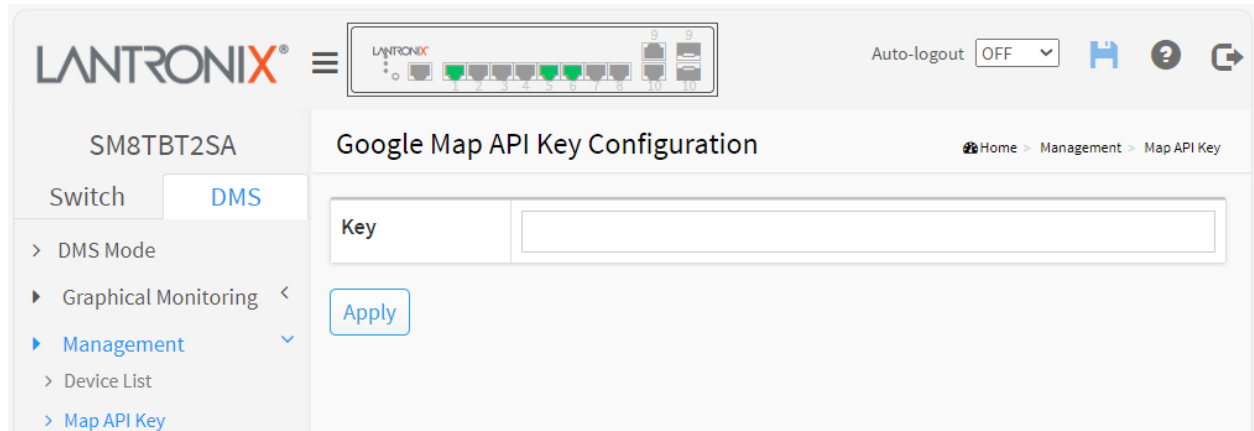 LANTRONIX®
LANTRONIX
9 9
1 2 3 4 5 6 7 8 10 10
Auto-logout OFF
SM8TBT2SA
Switch DMS
> DMS Mode
Graphical Monitoring
Management
> Device List
> Map API Key
Google Map API Key Configuration
Home > Management > Map API Key
Key
Apply